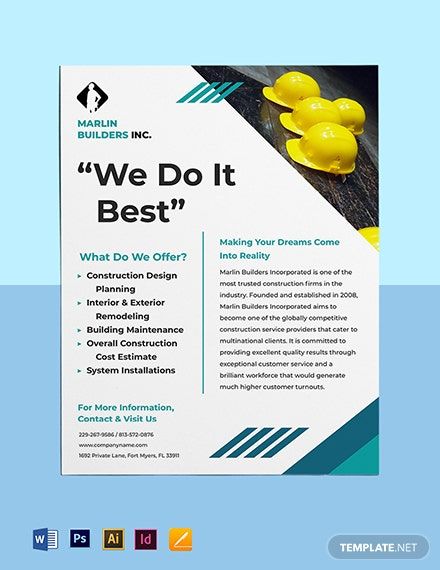 MARLIN
BUILDERS INC.
“We Do It
Best”
What Do We Offer?
Construction Design
Planning
Interior & Exterior
Remodeling
Building Maintenance
Overall Construction
Cost Estimate
System Installations
For More Information,
Contact & Visit Us
229-267-9586 / 813-572-0876
www.companyname.com
1692 Private Lane, Fort Myers, FL 33911
Making Your Dreams Come
Into Reality
Marlin Builders Incorporated is one of the
most trusted construction firms in the
industry. Founded and established in 2008,
Marlin Builders Incorporated aims to
become one of the globally competitive
construction service providers that cater to
multinational clients. It is committed to
providing excellent quality results through
exceptional customer service and a
brilliant workforce that would generate
much higher customer turnouts.
W Ps Ai Id
TEMPLATE.NET